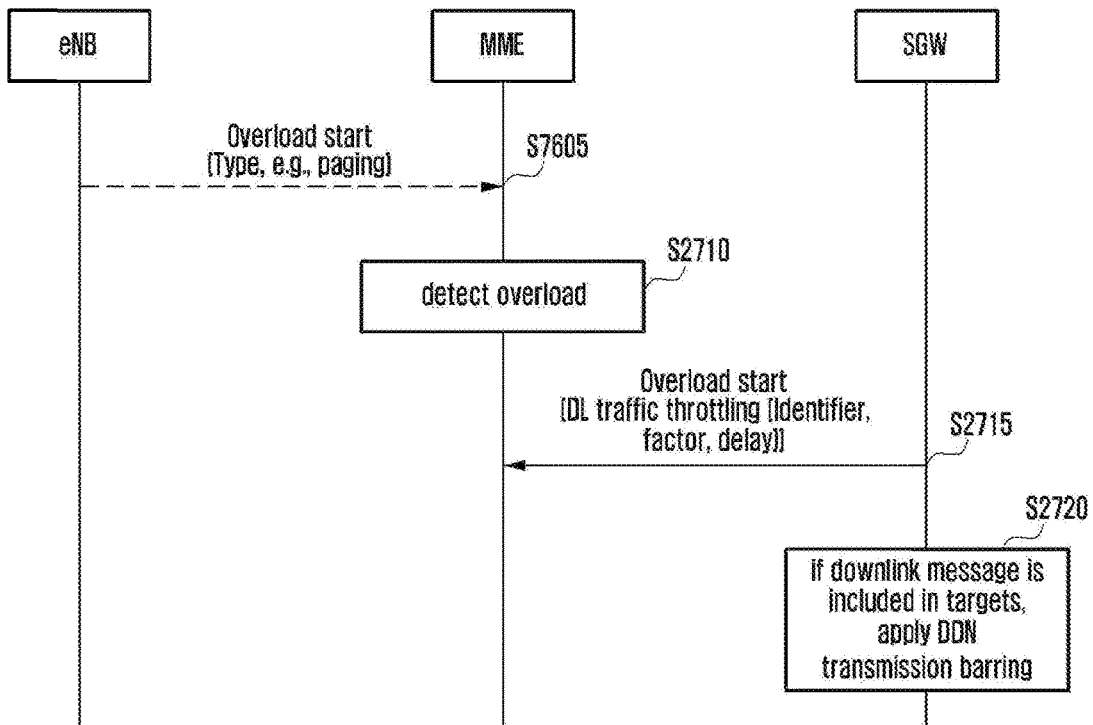 eNB
MME
SGW
Overload start
(Type, e.g., paging)
S7605
S2710
detect overload
Overload start
(DL traffic throttling (Identifier,
factor, delay))
S2715
S2720
if downlink message is
included in targets,
apply DDN
transmission barring